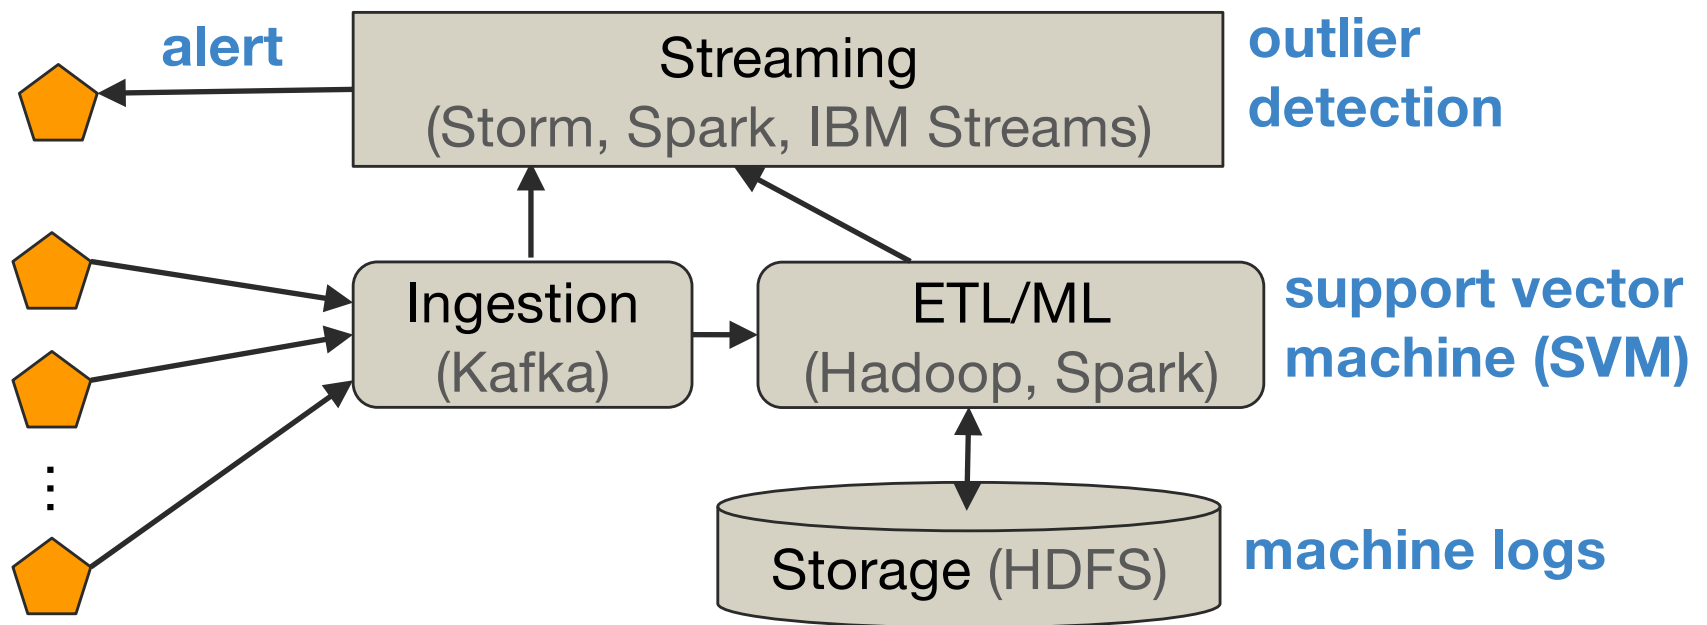 alert
Streaming
(Storm, Spark, IBM Streams)
outlier
detection
Ingestion
(Kafka)
ETL/ML
(Hadoop, Spark)
support vector
machine (SVM)
...
Storage (HDFS)
machine logs